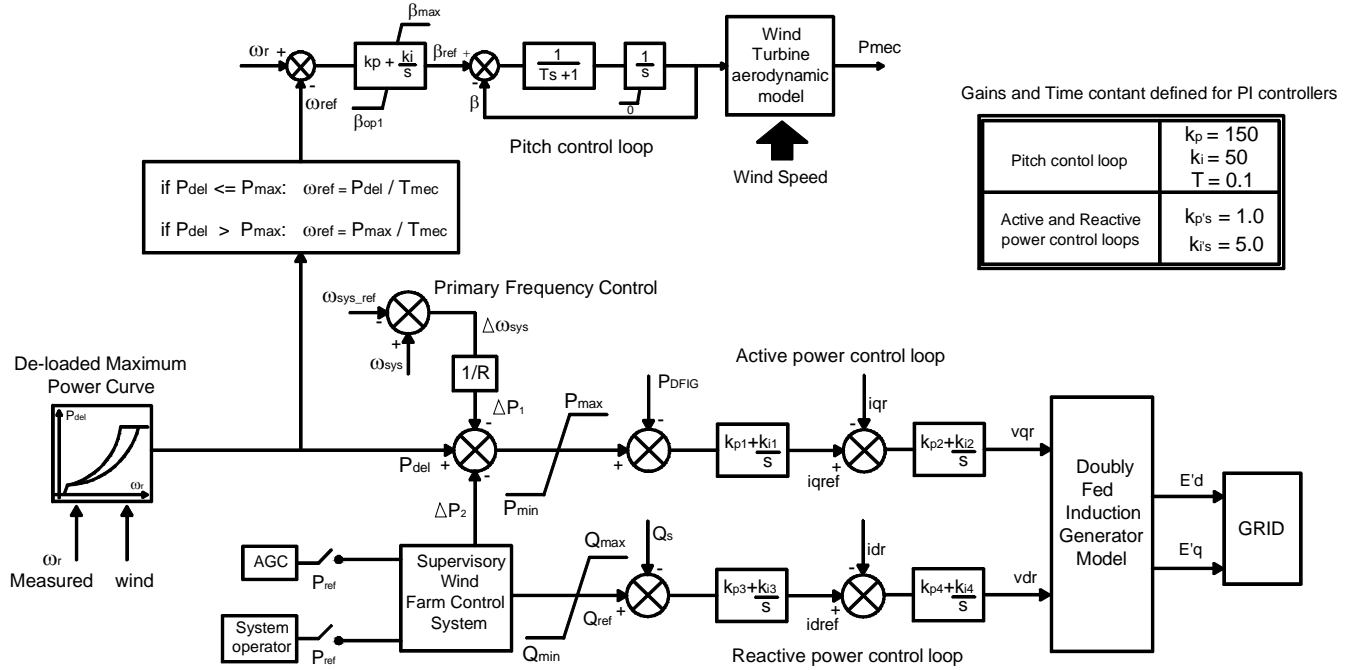 βmax
ωr +
-
ωref
kp + ki
s
βop1
βref +
-
β
1
Ts +1
1
s
0
Pitch control loop
Wind
Turbine
aerodynamic
model
Pmec
Wind Speed
Gains and Time contant defined for PI controllers
Pitch contol loop
kp = 150
ki = 50
T = 0.1
Active and Reactive
power control loops
kp's = 1.0
ki's = 5.0
if Pdel <= Pmax: ωref = Pdel / Tmec
if Pdel > Pmax: ωref = Pmax / Tmec
Primary Frequency Control
ωsys_ref
-
+
ωsys
Δωsys
1/R
ΔP1
De-loaded Maximum
Power Curve
Pdel
ωr
ωr
Measured
wind
Pdel
+
-
-
ΔP2
Pmax
Pmin
PDFIG
-
+
Active power control loop
kp1+ki1
s
iqr
-
+
iqref
kp2+ki2
s
vqr
Doubly
Fed
Induction
Generator
Model
E'd
E'q
GRID
AGC
Pref
System
operator
Pref
Supervisory
Wind
Farm Control
System
Qmax
Qmin
Qs
-
+
Qref
kp3+ki3
s
idr
-
+
idref
kp4+ki4
s
vdr
Reactive power control loop